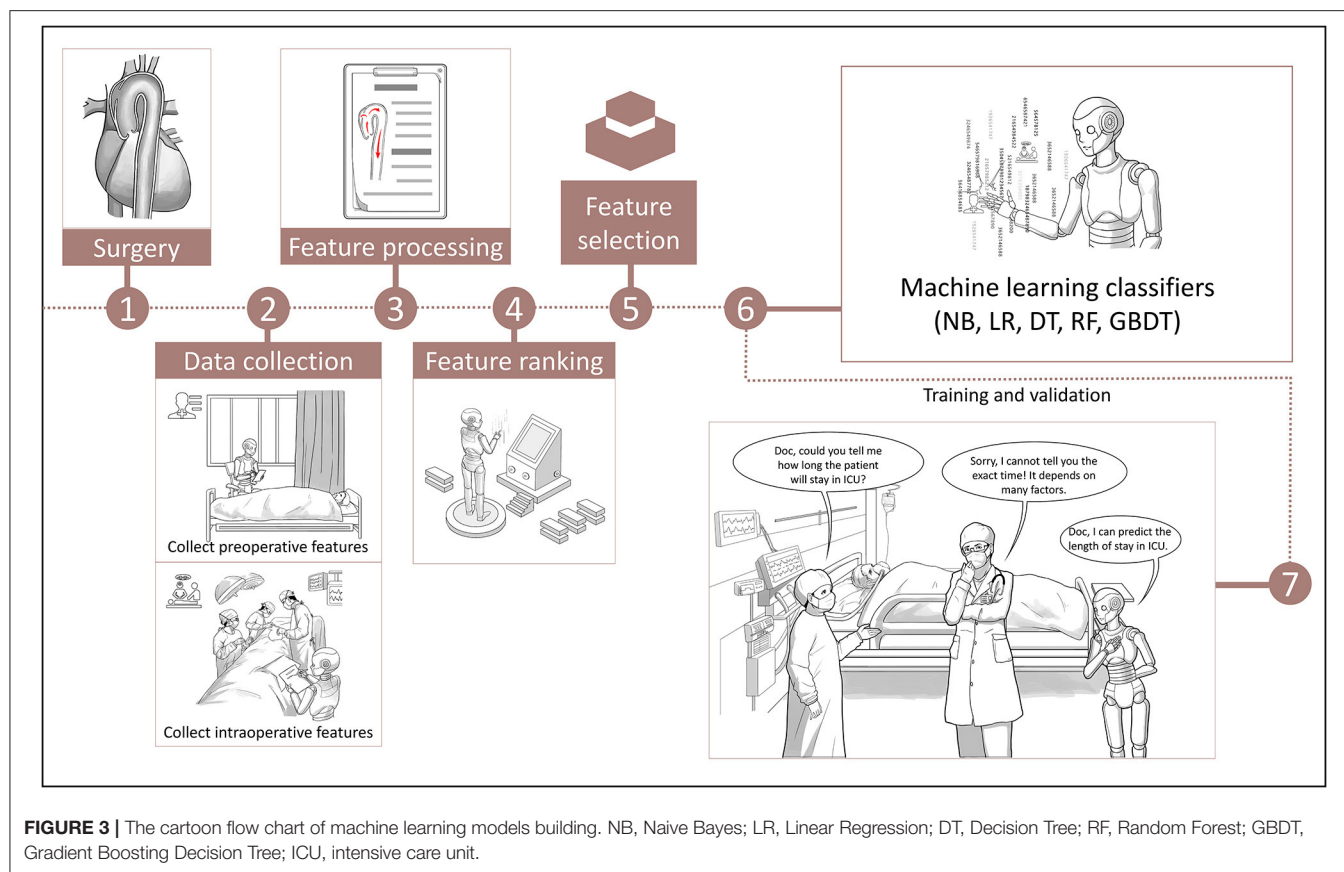 Surgery
1
2
Data collection
Collect preoperative features
Collect intraoperative features
Feature processing
3
4
Feature ranking
Feature
selection
5
6
Machine learning classifiers
(NB, LR, DT, RF, GBDT)
Training and validation
7
Doc, could you tell me
how long the patient
will stay in ICU?
Sorry, I cannot tell you the
exact time! It depends on
many factors.
Doc, I can predict the
length of stay in ICU.
FIGURE 3 | The cartoon flow chart of machine learning models building. NB, Naive Bayes; LR, Linear Regression; DT, Decision Tree; RF, Random Forest; GBDT,
Gradient Boosting Decision Tree; ICU, intensive care unit.